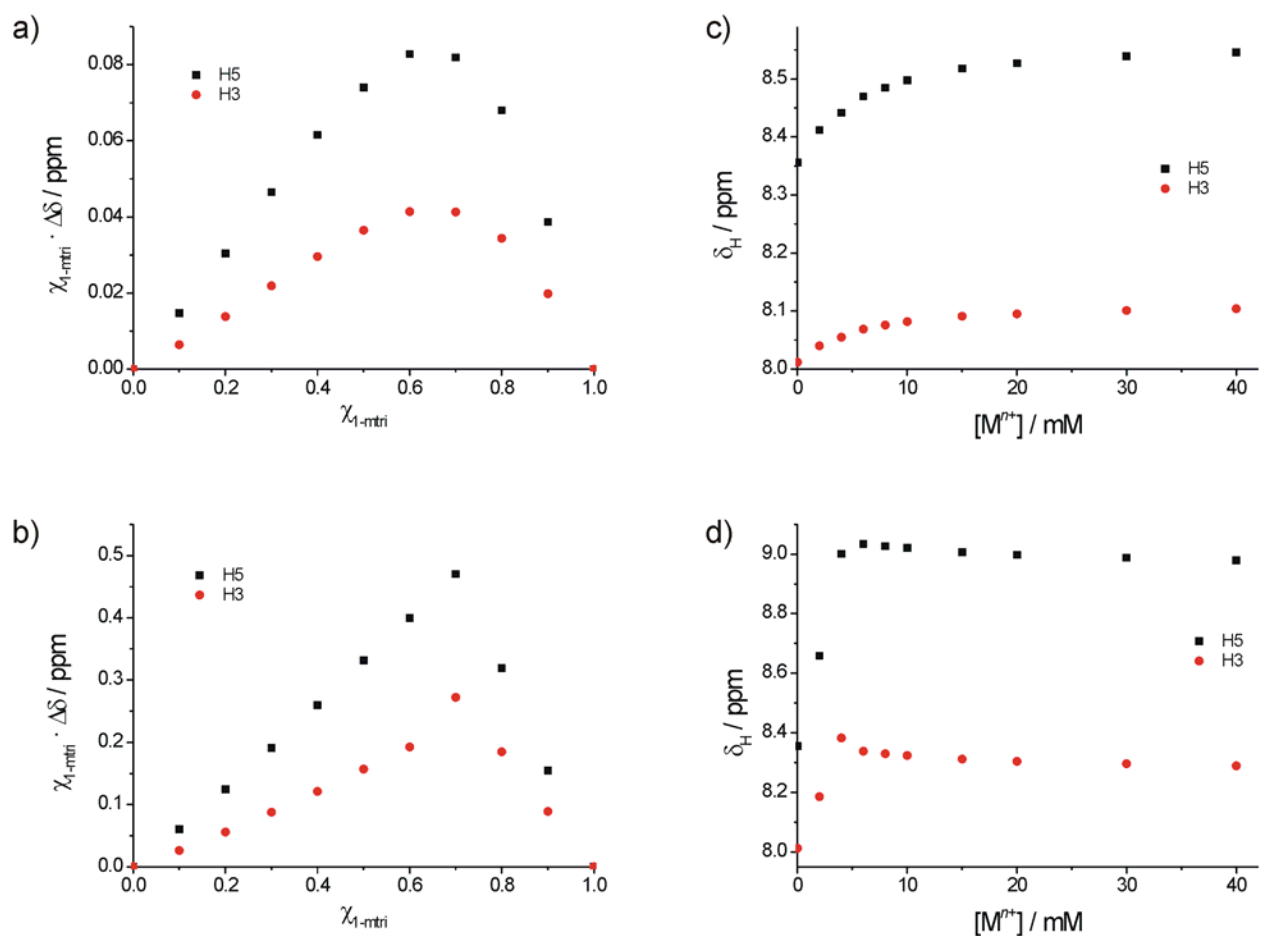 a)
H5
H3
χ1-mtri · Δδ / ppm
0.08
0.06
0.04
0.02
0.00
0.0 0.2 0.4 0.6 0.8 1.0
χ1-mtri
c)
H5
H3
δH / ppm
8.5
8.4
8.3
8.2
8.1
8.0
0 10 20 30 40
[Mn+] / mM
b)
H5
H3
χ1-mtri · Δδ / ppm
0.5
0.4
0.3
0.2
0.1
0.0
0.0 0.2 0.4 0.6 0.8 1.0
χ1-mtri
d)
H5
H3
δH / ppm
9.0
8.8
8.6
8.4
8.2
8.0
0 10 20 30 40
[Mn+] / mM